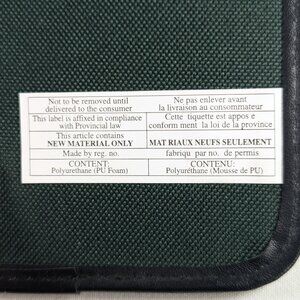 Not to be removed until
delivered to the consumer
Ne pas enlever avant
la livraison au consommateur
This label is affixed in compliance
with Provincial law
Cette tiquette est appos e
conform ment la loi de la province
This article contains
NEW MATERIAL ONLY
MAT RIAUX NEUFS SEULEMENT
Made by reg. no.
fabriqu par no. de permis
CONTENT:
Polyurethane (PU Foam)
CONTENU:
Polyuréthane (Mousse de PU)